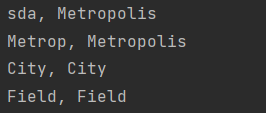 sda, Metropolis
Metrop, Metropolis
City, City
Field, Field